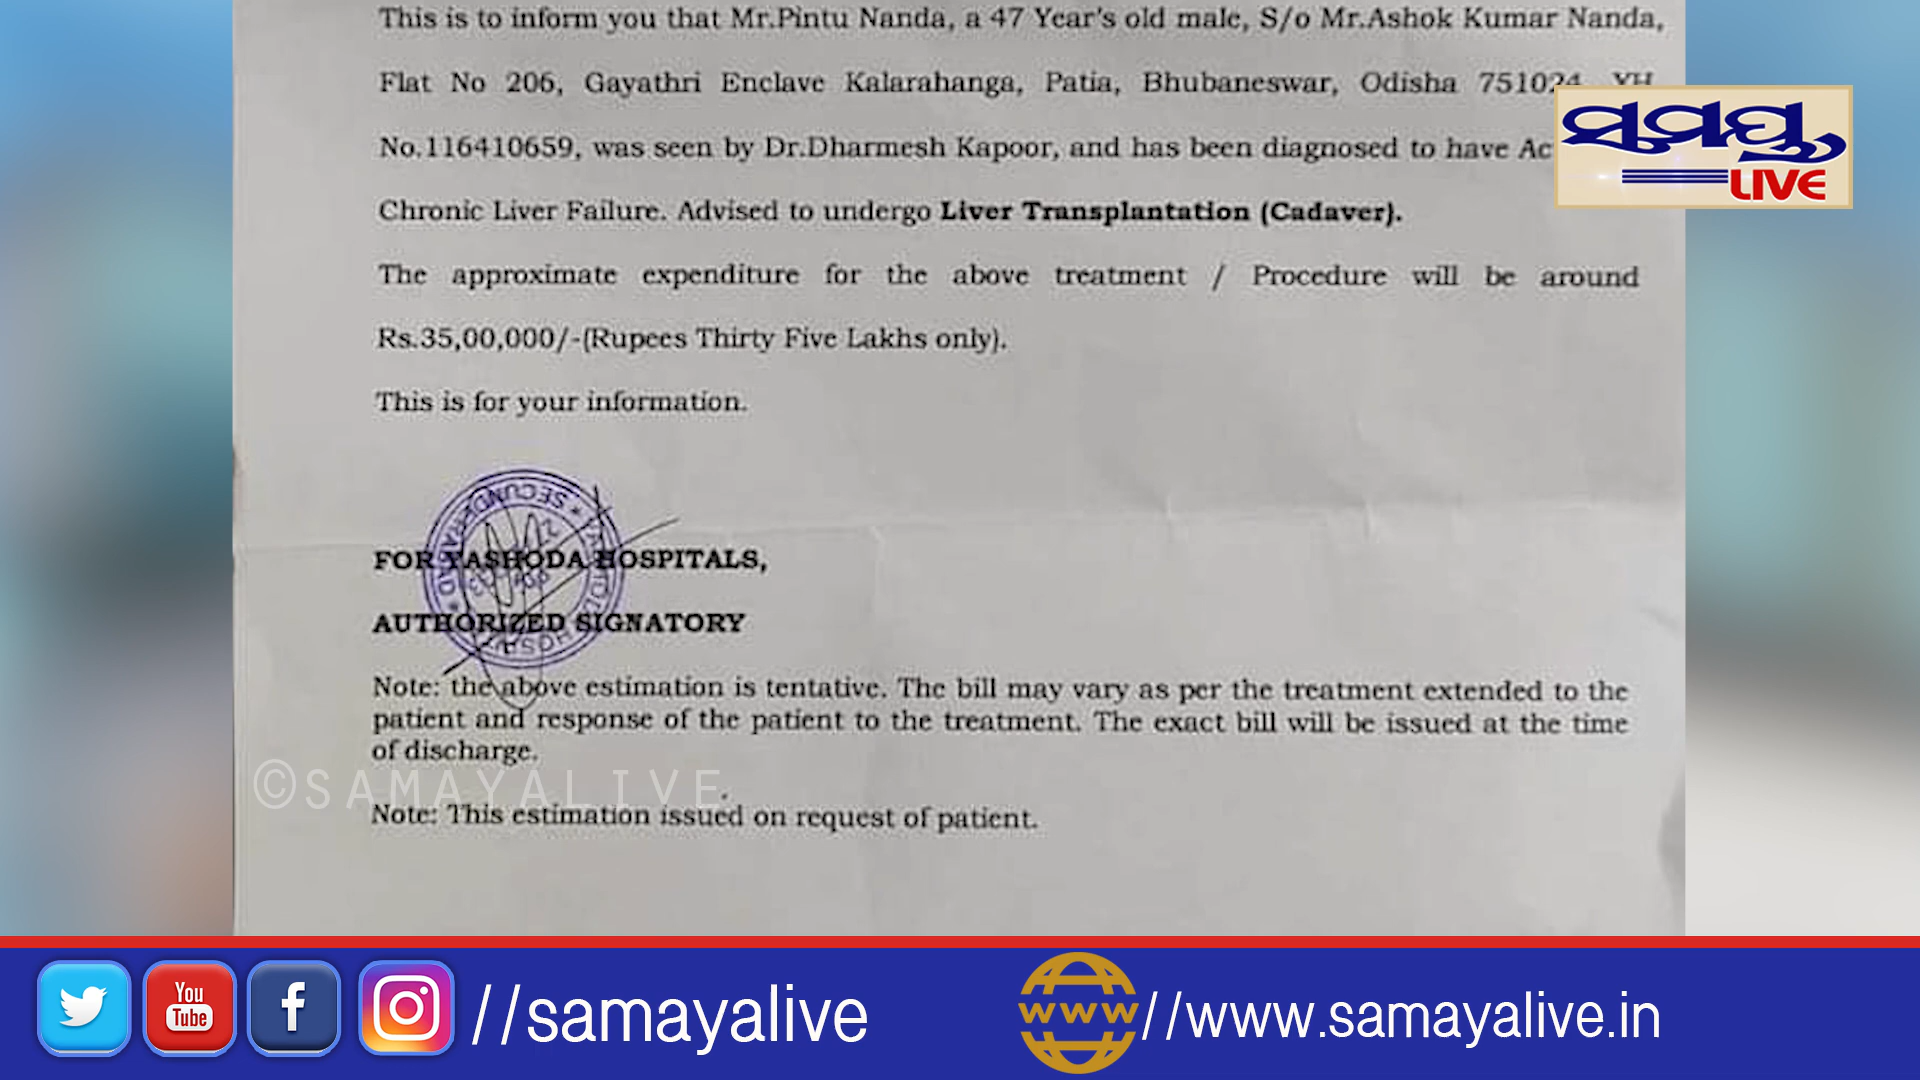 This is to inform you that Mr.Pintu Nanda, a 47 Year's old male, S/o Mr.Ashok Kumar Nanda,
Flat No 206, Gayathri Enclave Kalarahanga, Patia, Bhubaneswar, Odisha 751024, YH
No.116410659, was seen by Dr.Dharmesh Kapoor, and has been diagnosed to have Ac
ସମୟ
LIVE
Chronic Liver Failure. Advised to undergo Liver Transplantation (Cadaver).
The approximate expenditure for the above treatment / Procedure will be around
Rs.35,00,000/-(Rupees Thirty Five Lakhs only).
This is for your information.
YASHODA HOSPITALS * SECUNDERABAD *
FOR YASHODA HOSPITALS,
AUTHORIZED SIGNATORY
Note: the above estimation is tentative. The bill may vary as per the treatment extended to the
patient and response of the patient to the treatment. The exact bill will be issued at the time
of discharge.
©SAMAYALIVE
Note: This estimation issued on request of patient.
You
Tube
//samayalive
www //www.samayalive.in